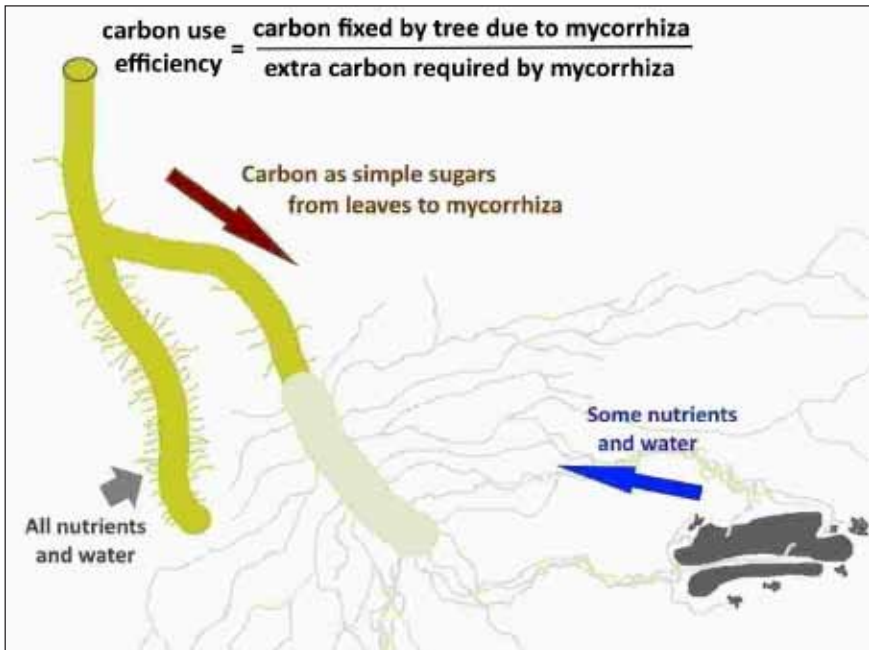 carbon use efficiency = carbon fixed by tree due to mycorrhiza
extra carbon required by mycorrhiza
Carbon as simple sugars
from leaves to mycorrhiza
Some nutrients
and water
All nutrients
and water